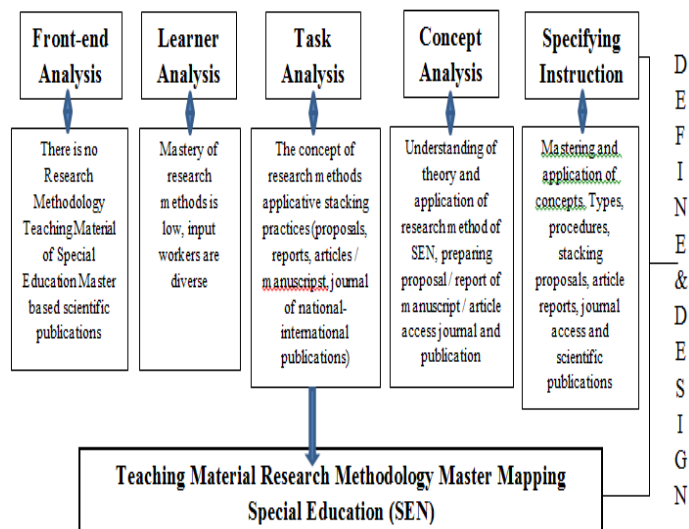 Front-end
Analysis
Learner
Analysis
Task
Analysis
Concept
Analysis
Specifying
Instruction
There is no
Research
Methodology
Teaching Material
of Special
Education Master
based scientific
publications
Mastery of
research
methods is
low, input
workers are
diverse
The concept of
research methods
applicative stacking
practices (proposals,
reports, articles /
manuscripst, journal
of national-
international
publications)
Understanding of
theory and
application of
research method of
SEN, preparing
proposal / report of
manuscript / article
access journal and
publication
Mastering and
application of
concepts, Types,
procedures,
stacking
proposals, article
reports, journal
access and
scientific
publications
Teaching Material Research Methodology Master Mapping
Special Education (SEN)
D
E
F
I
N
E
&
D
E
S
I
G
N